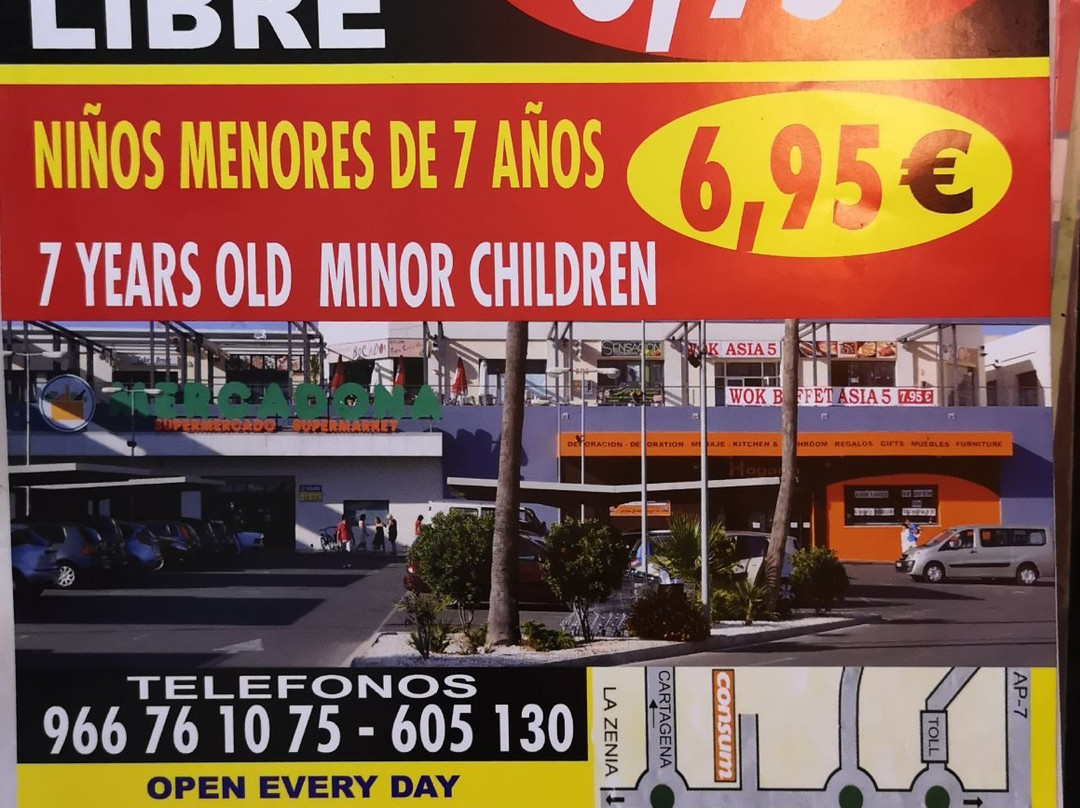 LIBRE
NIÑOS MENORES DE 7 AÑOS
6,95€
7 YEARS OLD MINOR CHILDREN
SENSACION
WOK ASIA 5
MERCADONA
WOK BUFFET ASIA 5 7.95 €
SUPERMERCADO - SUPERMARKET
DECORACION - DECORATION MENAJE - KITCHEN & BATHROOM REGALOS - GIFTS - MUEBLES - FURNITURE
Hogar
TELEFONOS
966 76 10 75 - 605 130
OPEN EVERY DAY
LA ZENIA
CARTAGENA
consum
TOLL
AP-7